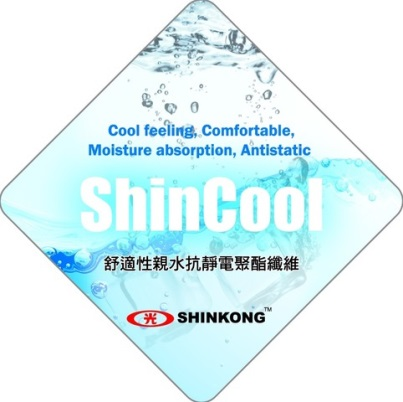 Cool feeling, Comfortable,
Moisture absorption, Antistatic
ShinCool
舒適性親水抗靜電聚酯纖維
光 SHINKONG™